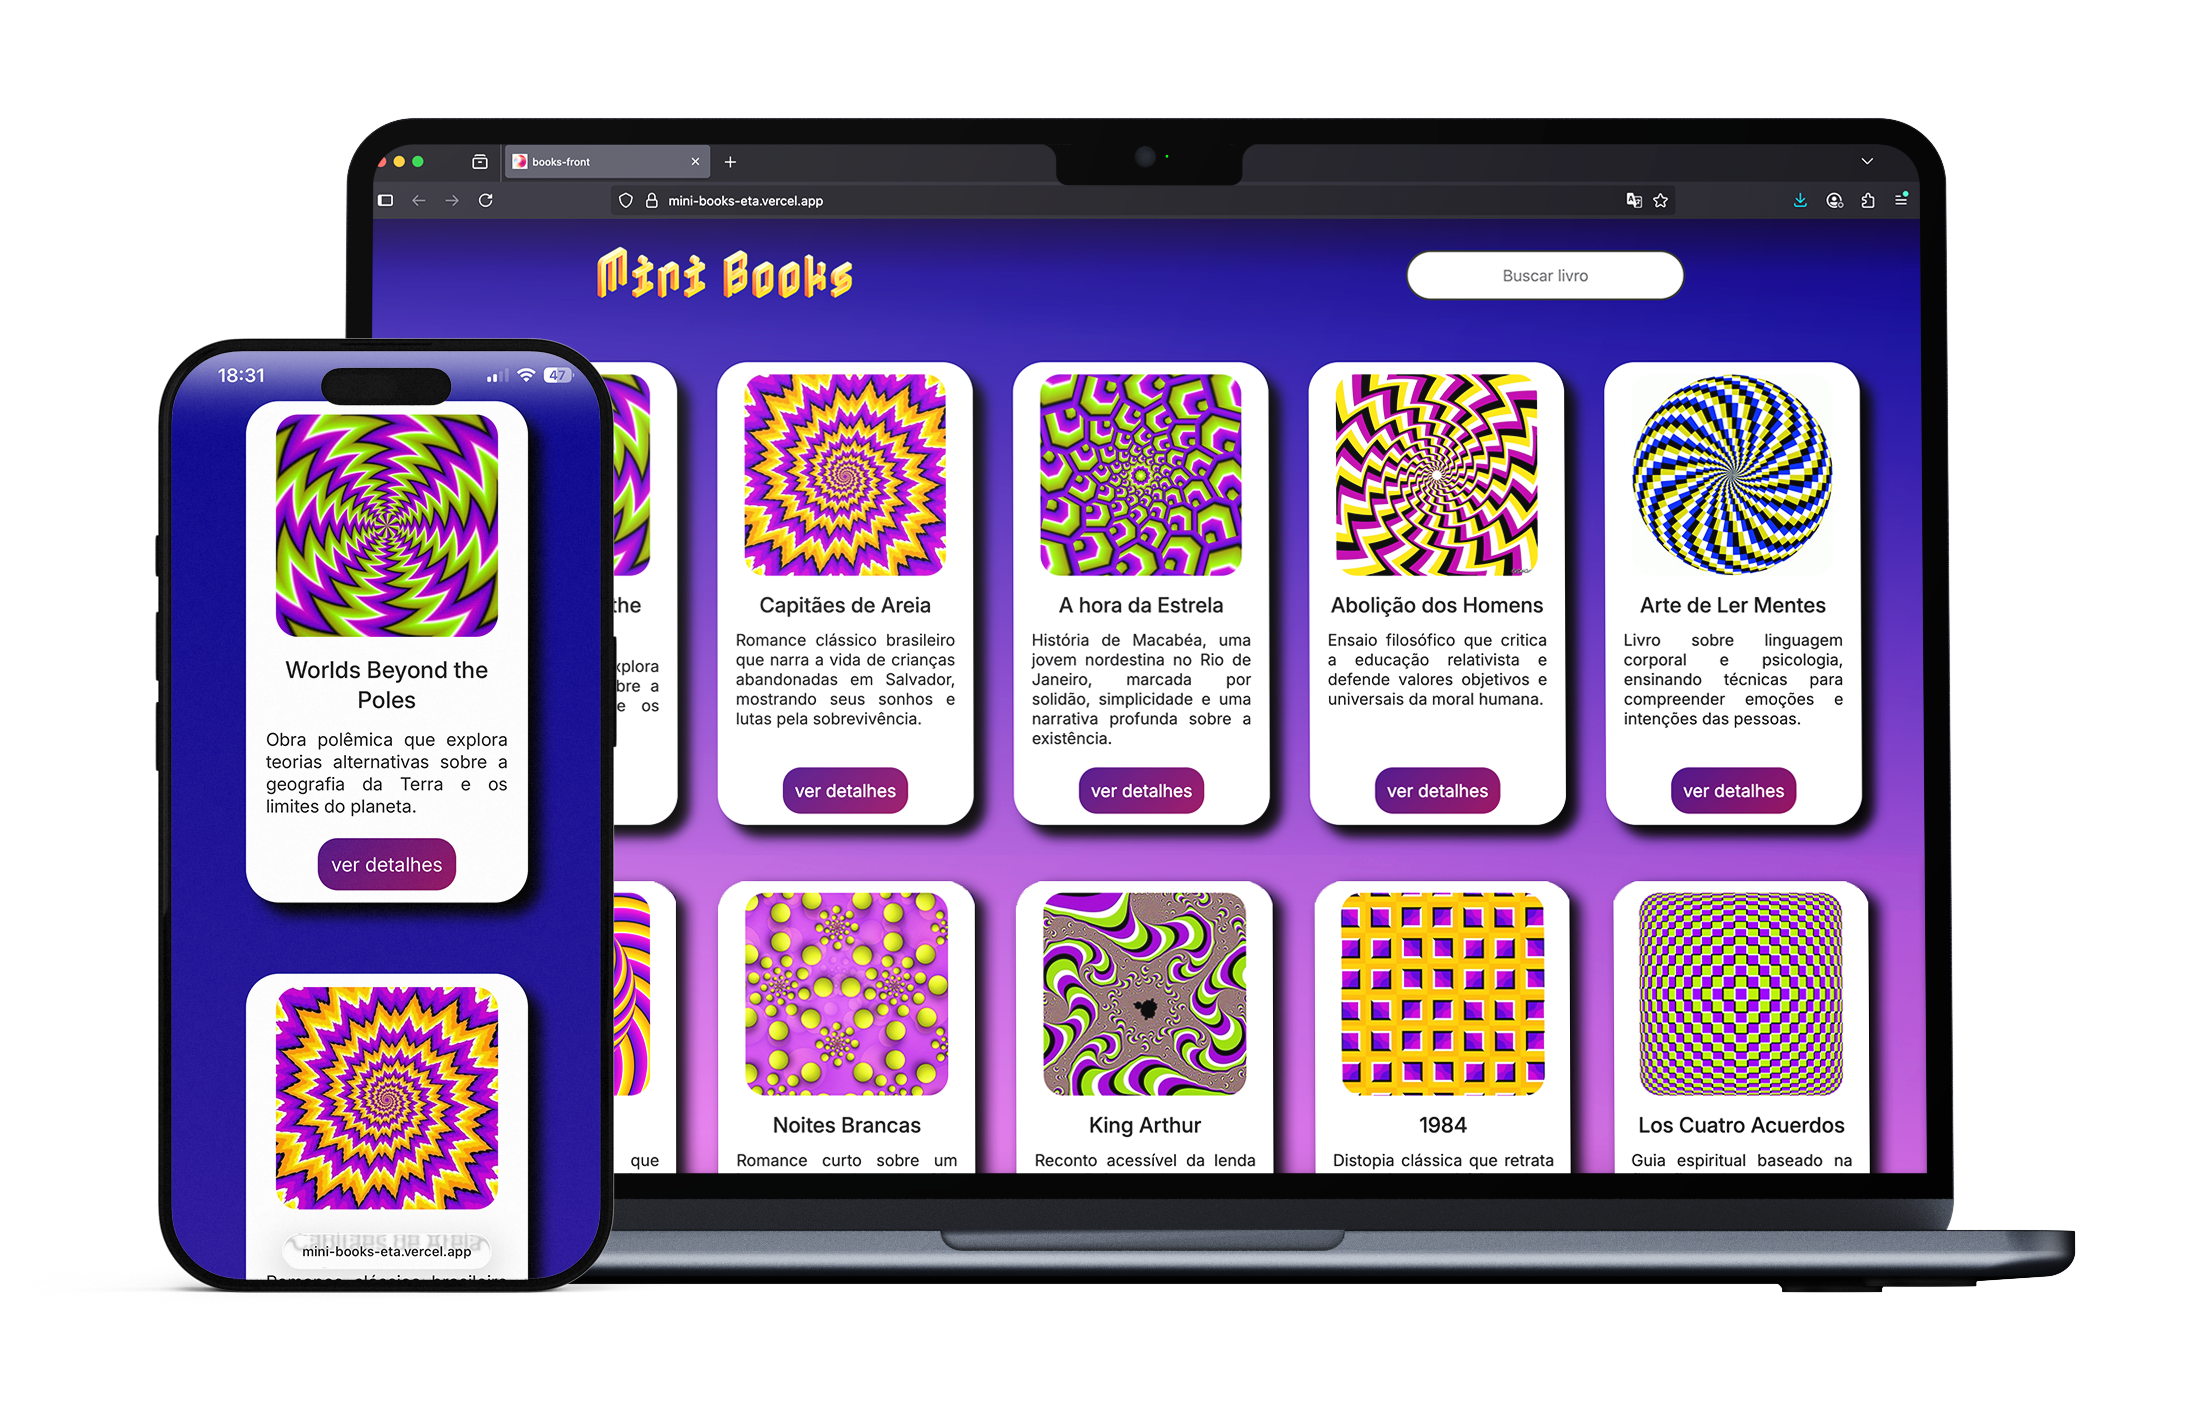 books-front
mini-books-eta.vercel.app
Mini Books
Buscar livro
18:31
47
Worlds Beyond the
Poles
Obra polêmica que explora
teorias alternativas sobre a
geografia da Terra e os
limites do planeta.
ver detalhes
mini-books-eta.vercel.app
Romance clássico brasileiro
the
xplora
bre a
e os
Capitães de Areia
Romance clássico brasileiro
que narra a vida de crianças
abandonadas em Salvador,
mostrando seus sonhos e
lutas pela sobrevivência.
ver detalhes
A hora da Estrela
História de Macabéa, uma
jovem nordestina no Rio de
Janeiro, marcada por
solidão, simplicidade e uma
narrativa profunda sobre a
existência.
ver detalhes
Abolição dos Homens
Ensaio filosófico que critica
a educação relativista e
defende valores objetivos e
universais da moral humana.
ver detalhes
Arte de Ler Mentes
Livro sobre linguagem
corporal e psicologia,
ensinando técnicas para
compreender emoções e
intenções das pessoas.
ver detalhes
que
Noites Brancas
Romance curto sobre um
King Arthur
Reconto acessível da lenda
1984
Distopia clássica que retrata
Los Cuatro Acuerdos
Guia espiritual baseado na